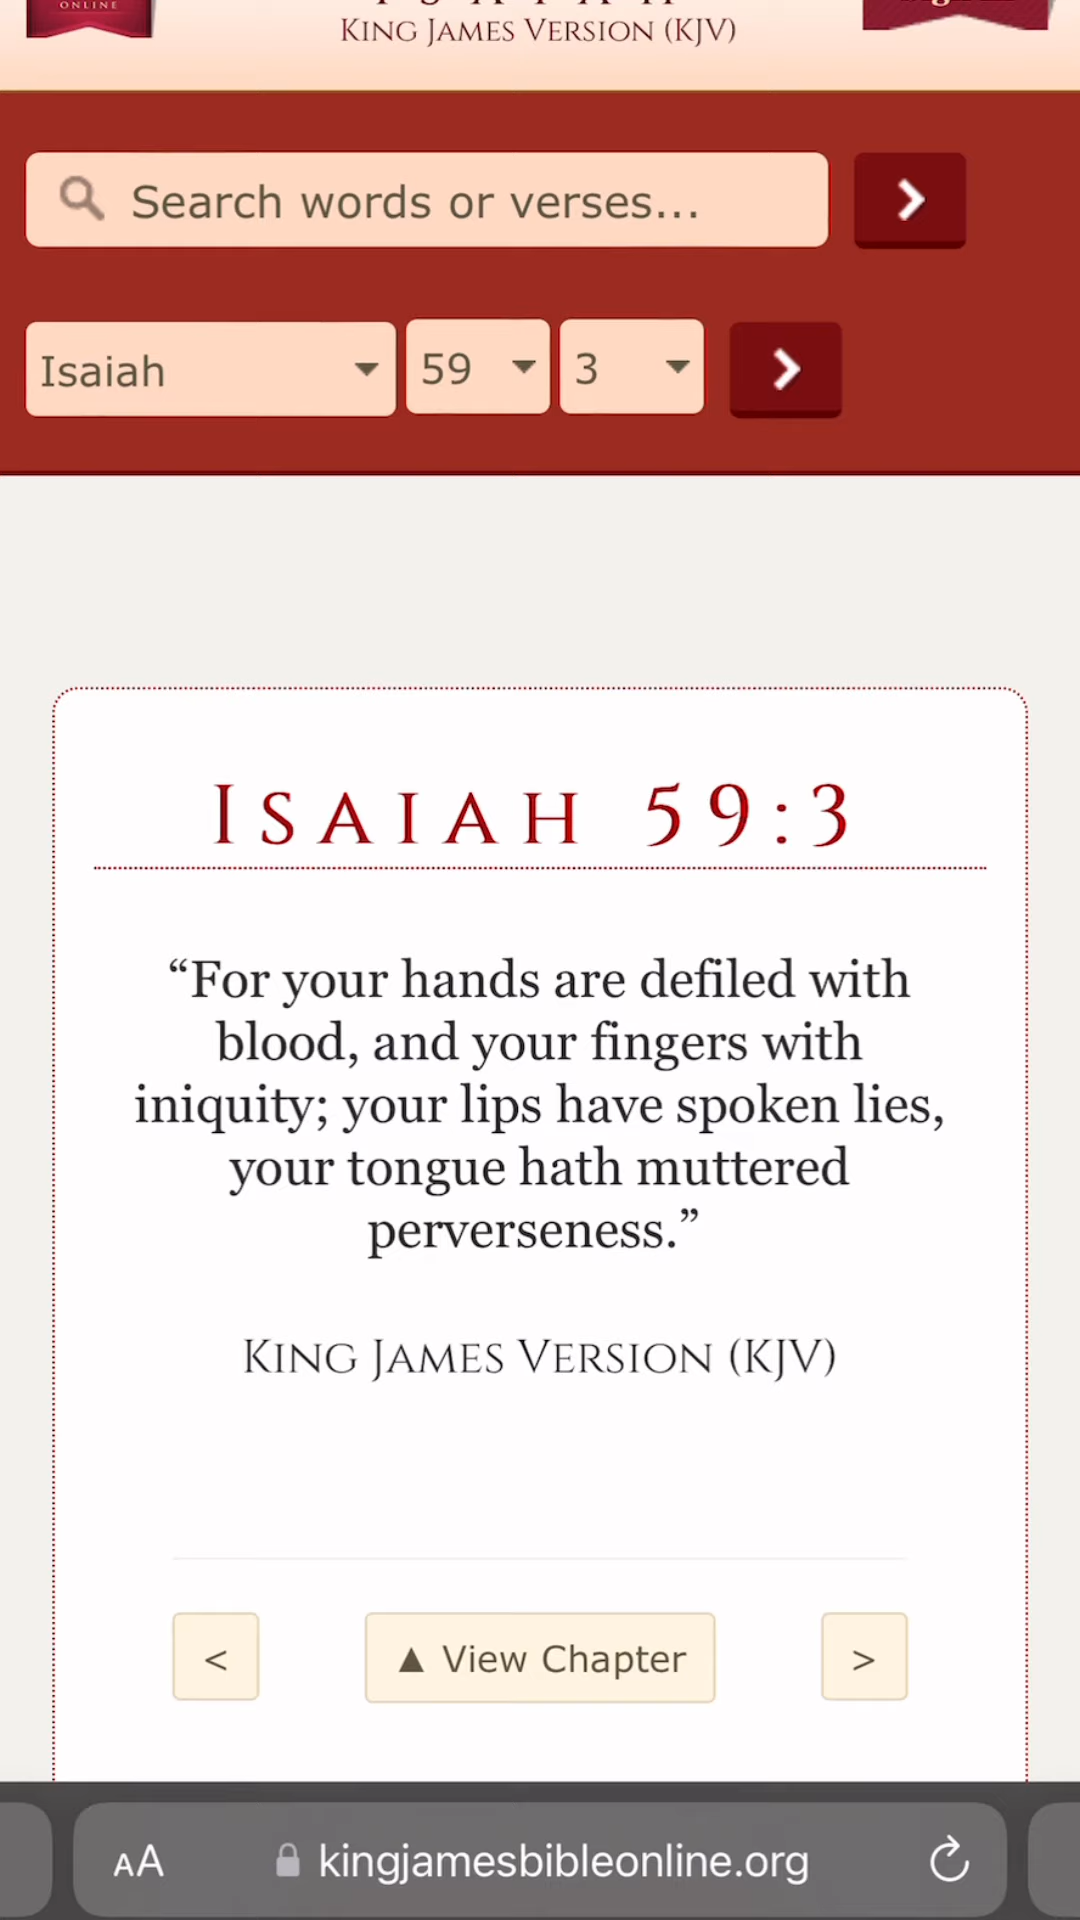 ONLINE
KING JAMES VERSION (KJV)
Search words or verses...
Isaiah 59 3
ISAIAH 59:3
“For your hands are defiled with
blood, and your fingers with
iniquity; your lips have spoken lies,
your tongue hath muttered
perverseness.”
KING JAMES VERSION (KJV)
< ▲ View Chapter >
AA kingjamesbibleonline.org